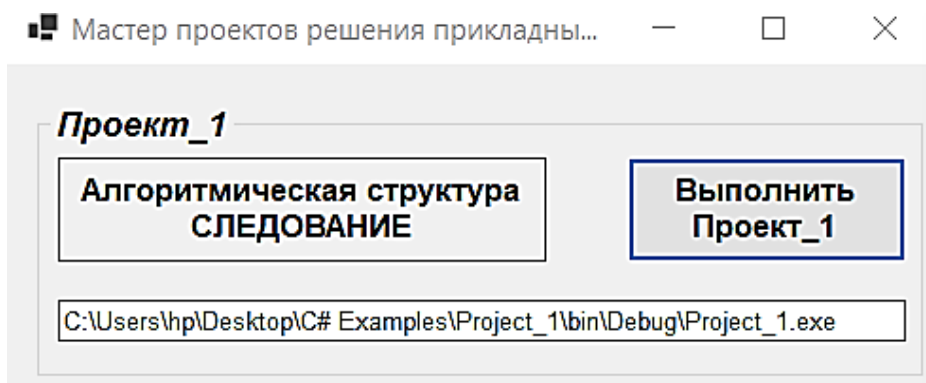 Мастер проектов решения прикладны...
Проект_1
Алгоритмическая структура
СЛЕДОВАНИЕ
Выполнить
Проект_1
C:\Users\hp\Desktop\C# Examples\Project_1\bin\Debug\Project_1.exe